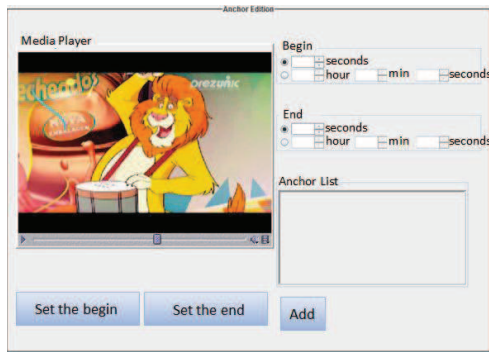 Anchor Edition
Media Player
Begin
seconds
hour min seconds
End
seconds
hour min seconds
Anchor List
Set the begin
Set the end
Add